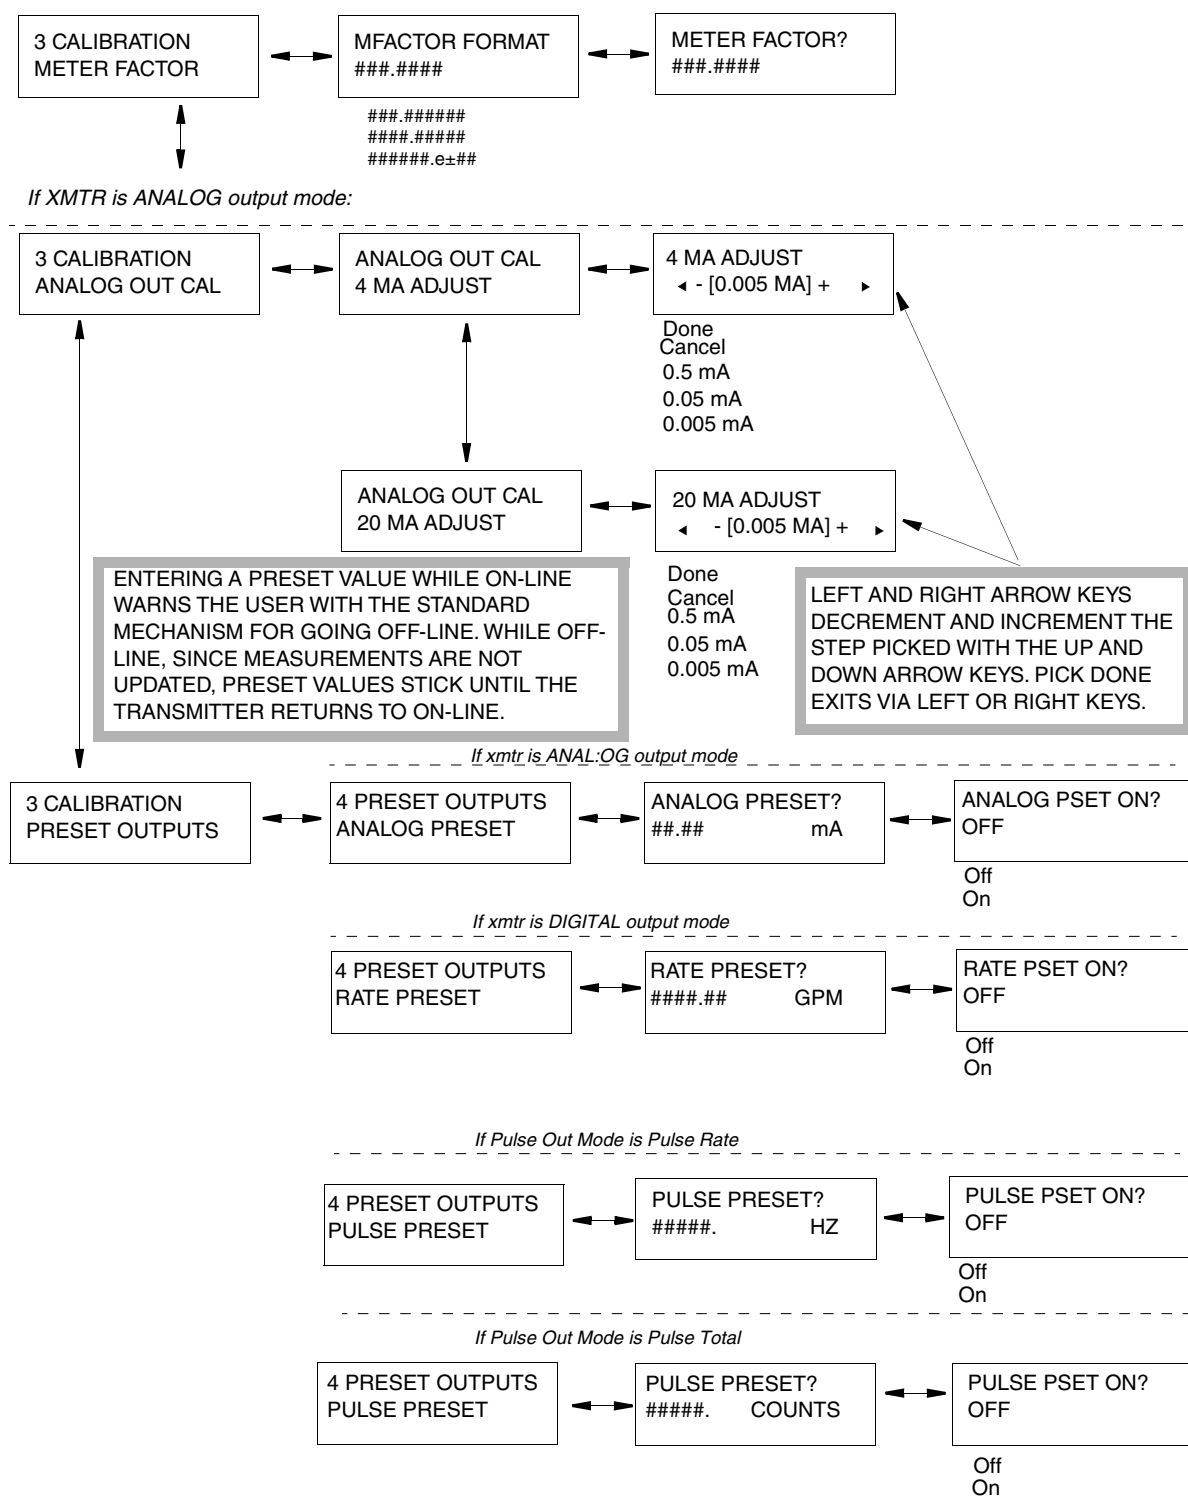 3 CALIBRATION
METER FACTOR
MFACTOR FORMAT
###.####
METER FACTOR?
###.####
###.######
####.#####
######.e±##
If XMTR is ANALOG output mode:
3 CALIBRATION
ANALOG OUT CAL
ANALOG OUT CAL
4 MA ADJUST
4 MA ADJUST
◂ - [0.005 MA] + ▸
Done
Cancel
0.5 mA
0.05 mA
0.005 mA
ANALOG OUT CAL
20 MA ADJUST
20 MA ADJUST
◂ - [0.005 MA] + ▸
Done
Cancel
0.5 mA
0.05 mA
0.005 mA
ENTERING A PRESET VALUE WHILE ON-LINE
WARNS THE USER WITH THE STANDARD
MECHANISM FOR GOING OFF-LINE. WHILE OFF-
LINE, SINCE MEASUREMENTS ARE NOT
UPDATED, PRESET VALUES STICK UNTIL THE
TRANSMITTER RETURNS TO ON-LINE.
LEFT AND RIGHT ARROW KEYS
DECREMENT AND INCREMENT THE
STEP PICKED WITH THE UP AND
DOWN ARROW KEYS. PICK DONE
EXITS VIA LEFT OR RIGHT KEYS.
If xmtr is ANAL:OG output mode
3 CALIBRATION
PRESET OUTPUTS
4 PRESET OUTPUTS
ANALOG PRESET
ANALOG PRESET?
##.## mA
ANALOG PSET ON?
OFF
Off
On
If xmtr is DIGITAL output mode
4 PRESET OUTPUTS
RATE PRESET
RATE PRESET?
####.## GPM
RATE PSET ON?
OFF
Off
On
If Pulse Out Mode is Pulse Rate
4 PRESET OUTPUTS
PULSE PRESET
PULSE PRESET?
#####. HZ
PULSE PSET ON?
OFF
Off
On
If Pulse Out Mode is Pulse Total
4 PRESET OUTPUTS
PULSE PRESET
PULSE PRESET?
#####. COUNTS
PULSE PSET ON?
OFF
Off
On